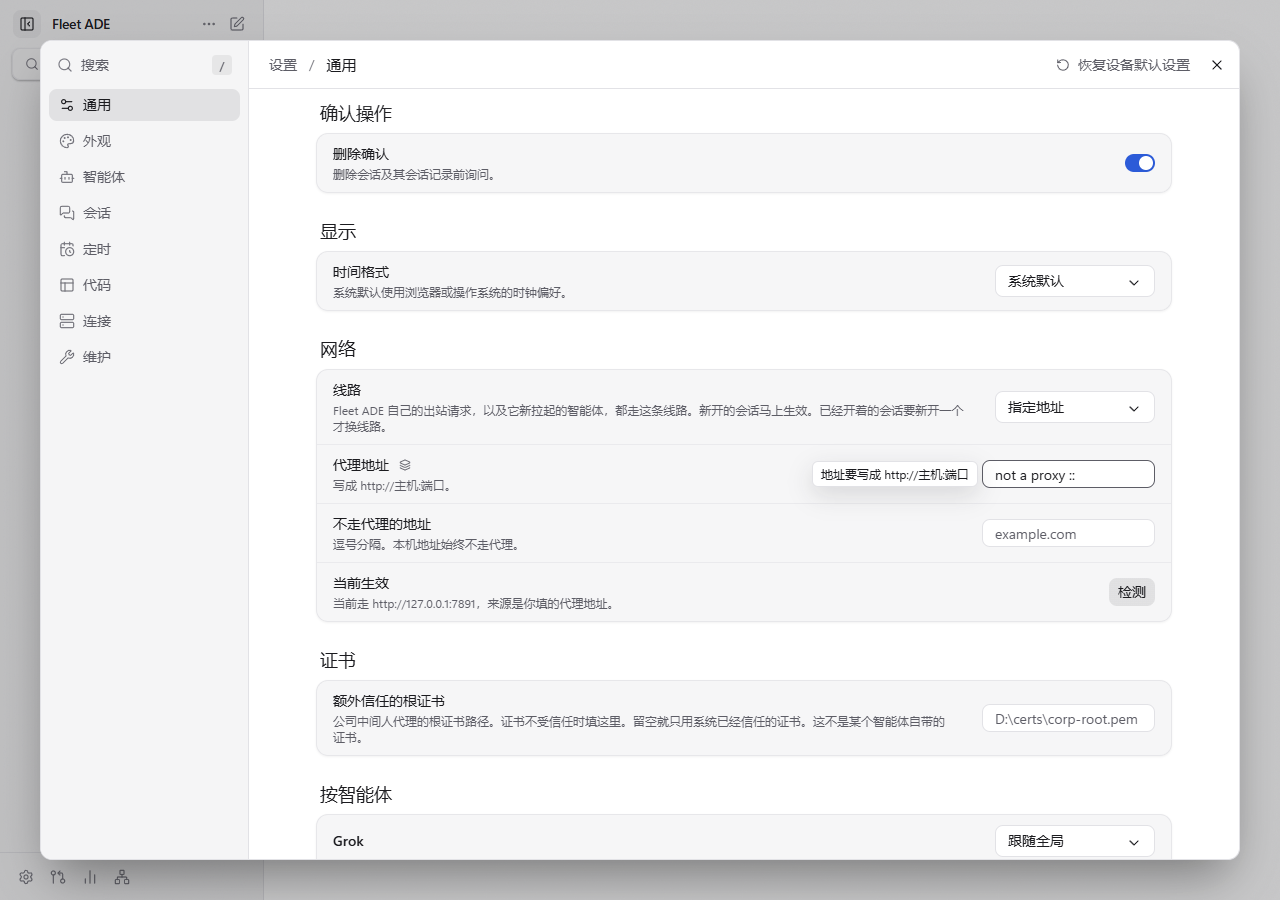 Fleet ADE
搜索
/
通用
外观
智能体
会话
定时
代码
连接
维护
设置 / 通用
恢复设备默认设置
确认操作
删除确认
删除会话及其会话记录前询问。
显示
时间格式
系统默认使用浏览器或操作系统的时钟偏好。
系统默认
网络
线路
Fleet ADE 自己的出站请求，以及它新拉起的智能体，都走这条线路。新开的会话马上生效。已经开着的会话要新开一个
才换线路。
指定地址
代理地址
写成 http://主机:端口。
地址要写成 http://主机:端口
not a proxy ::
不走代理的地址
逗号分隔。本机地址始终不走代理。
example.com
当前生效
当前走 http://127.0.0.1:7891，来源是你填的代理地址。
检测
证书
额外信任的根证书
公司中间人代理的根证书路径。证书不受信任时填这里。留空就只用系统已经信任的证书。这不是某个智能体自带的
证书。
D:\certs\corp-root.pem
按智能体
Grok
跟随全局